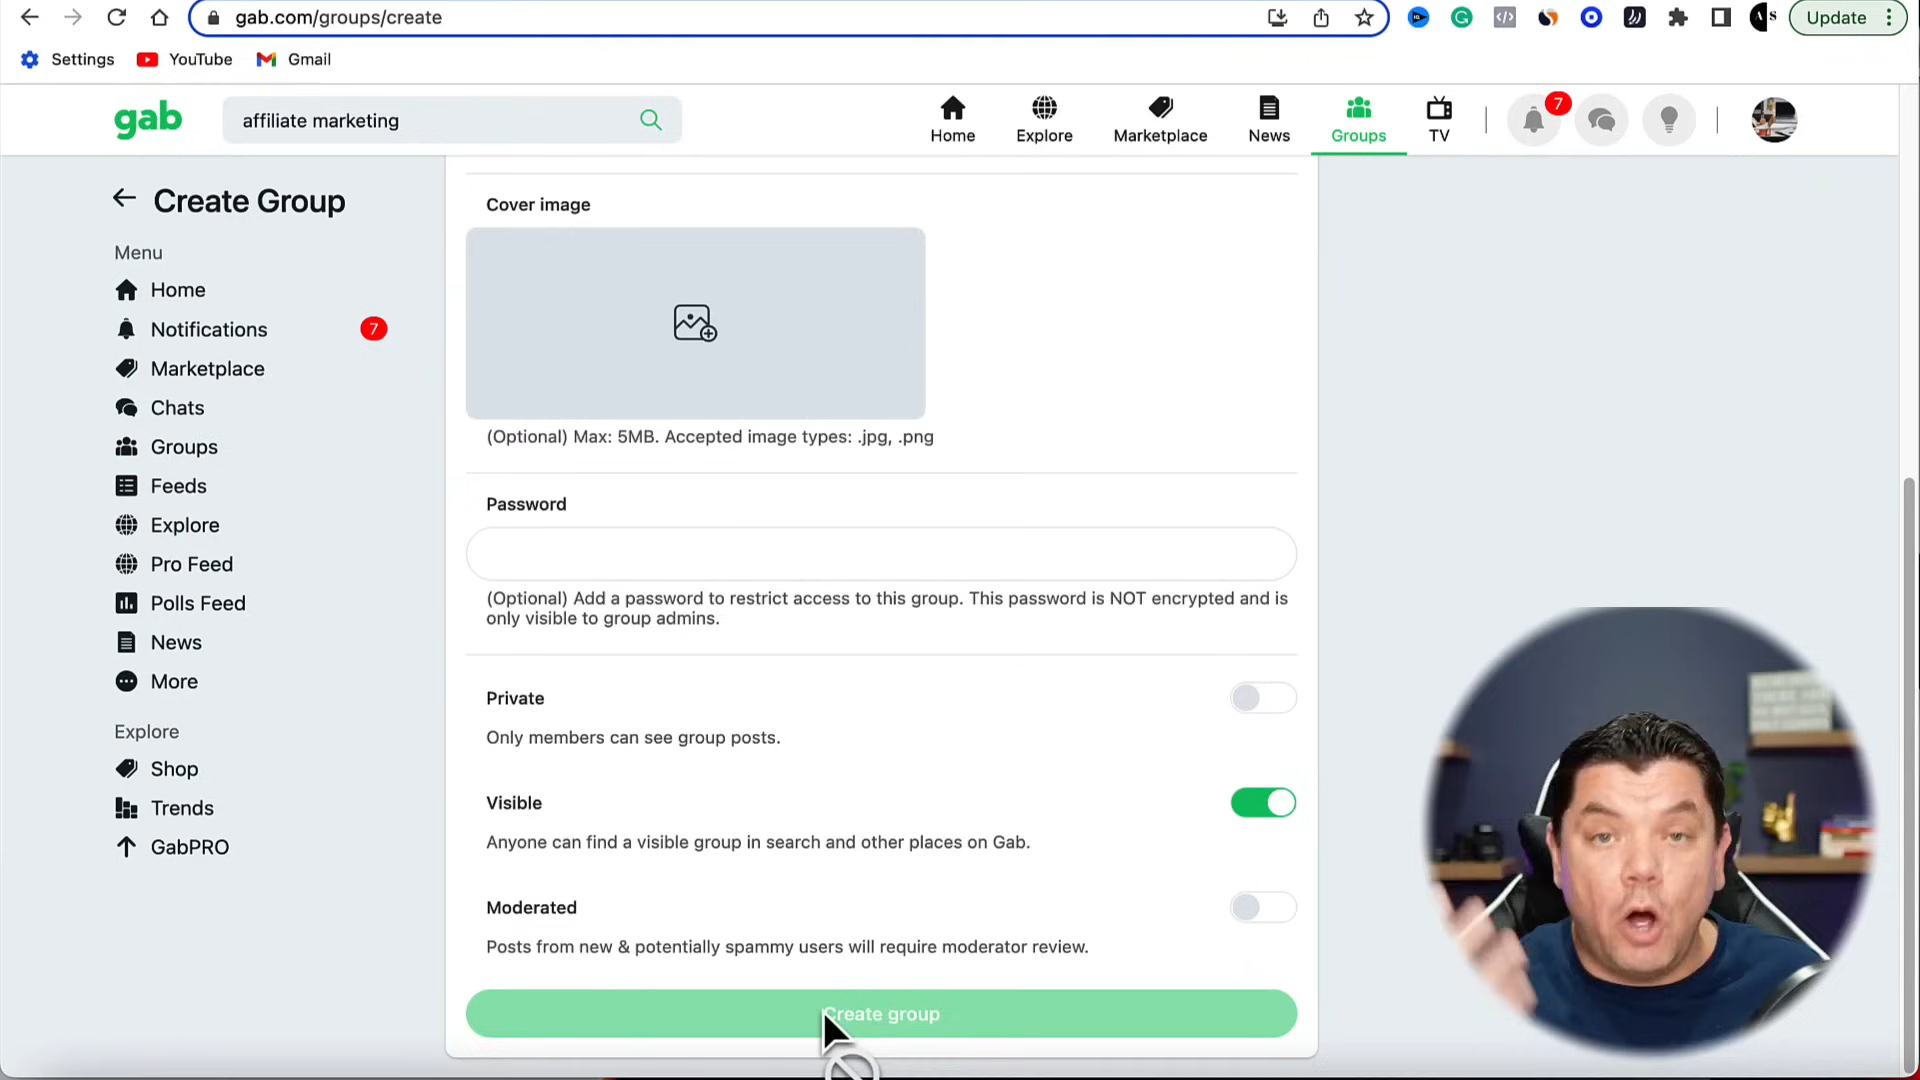 gab.com/groups/create
Update
Settings
YouTube
Gmail
gab
affiliate marketing
Home
Explore
Marketplace
News
Groups
TV
7
Create Group
Menu
Home
Notifications
7
Marketplace
Chats
Groups
Feeds
Explore
Pro Feed
Polls Feed
News
More
Explore
Shop
Trends
GabPRO
Cover image
(Optional) Max: 5MB. Accepted image types: .jpg, .png
Password
(Optional) Add a password to restrict access to this group. This password is NOT encrypted and is
only visible to group admins.
Private
Only members can see group posts.
Visible
Anyone can find a visible group in search and other places on Gab.
Moderated
Posts from new & potentially spammy users will require moderator review.
Create group